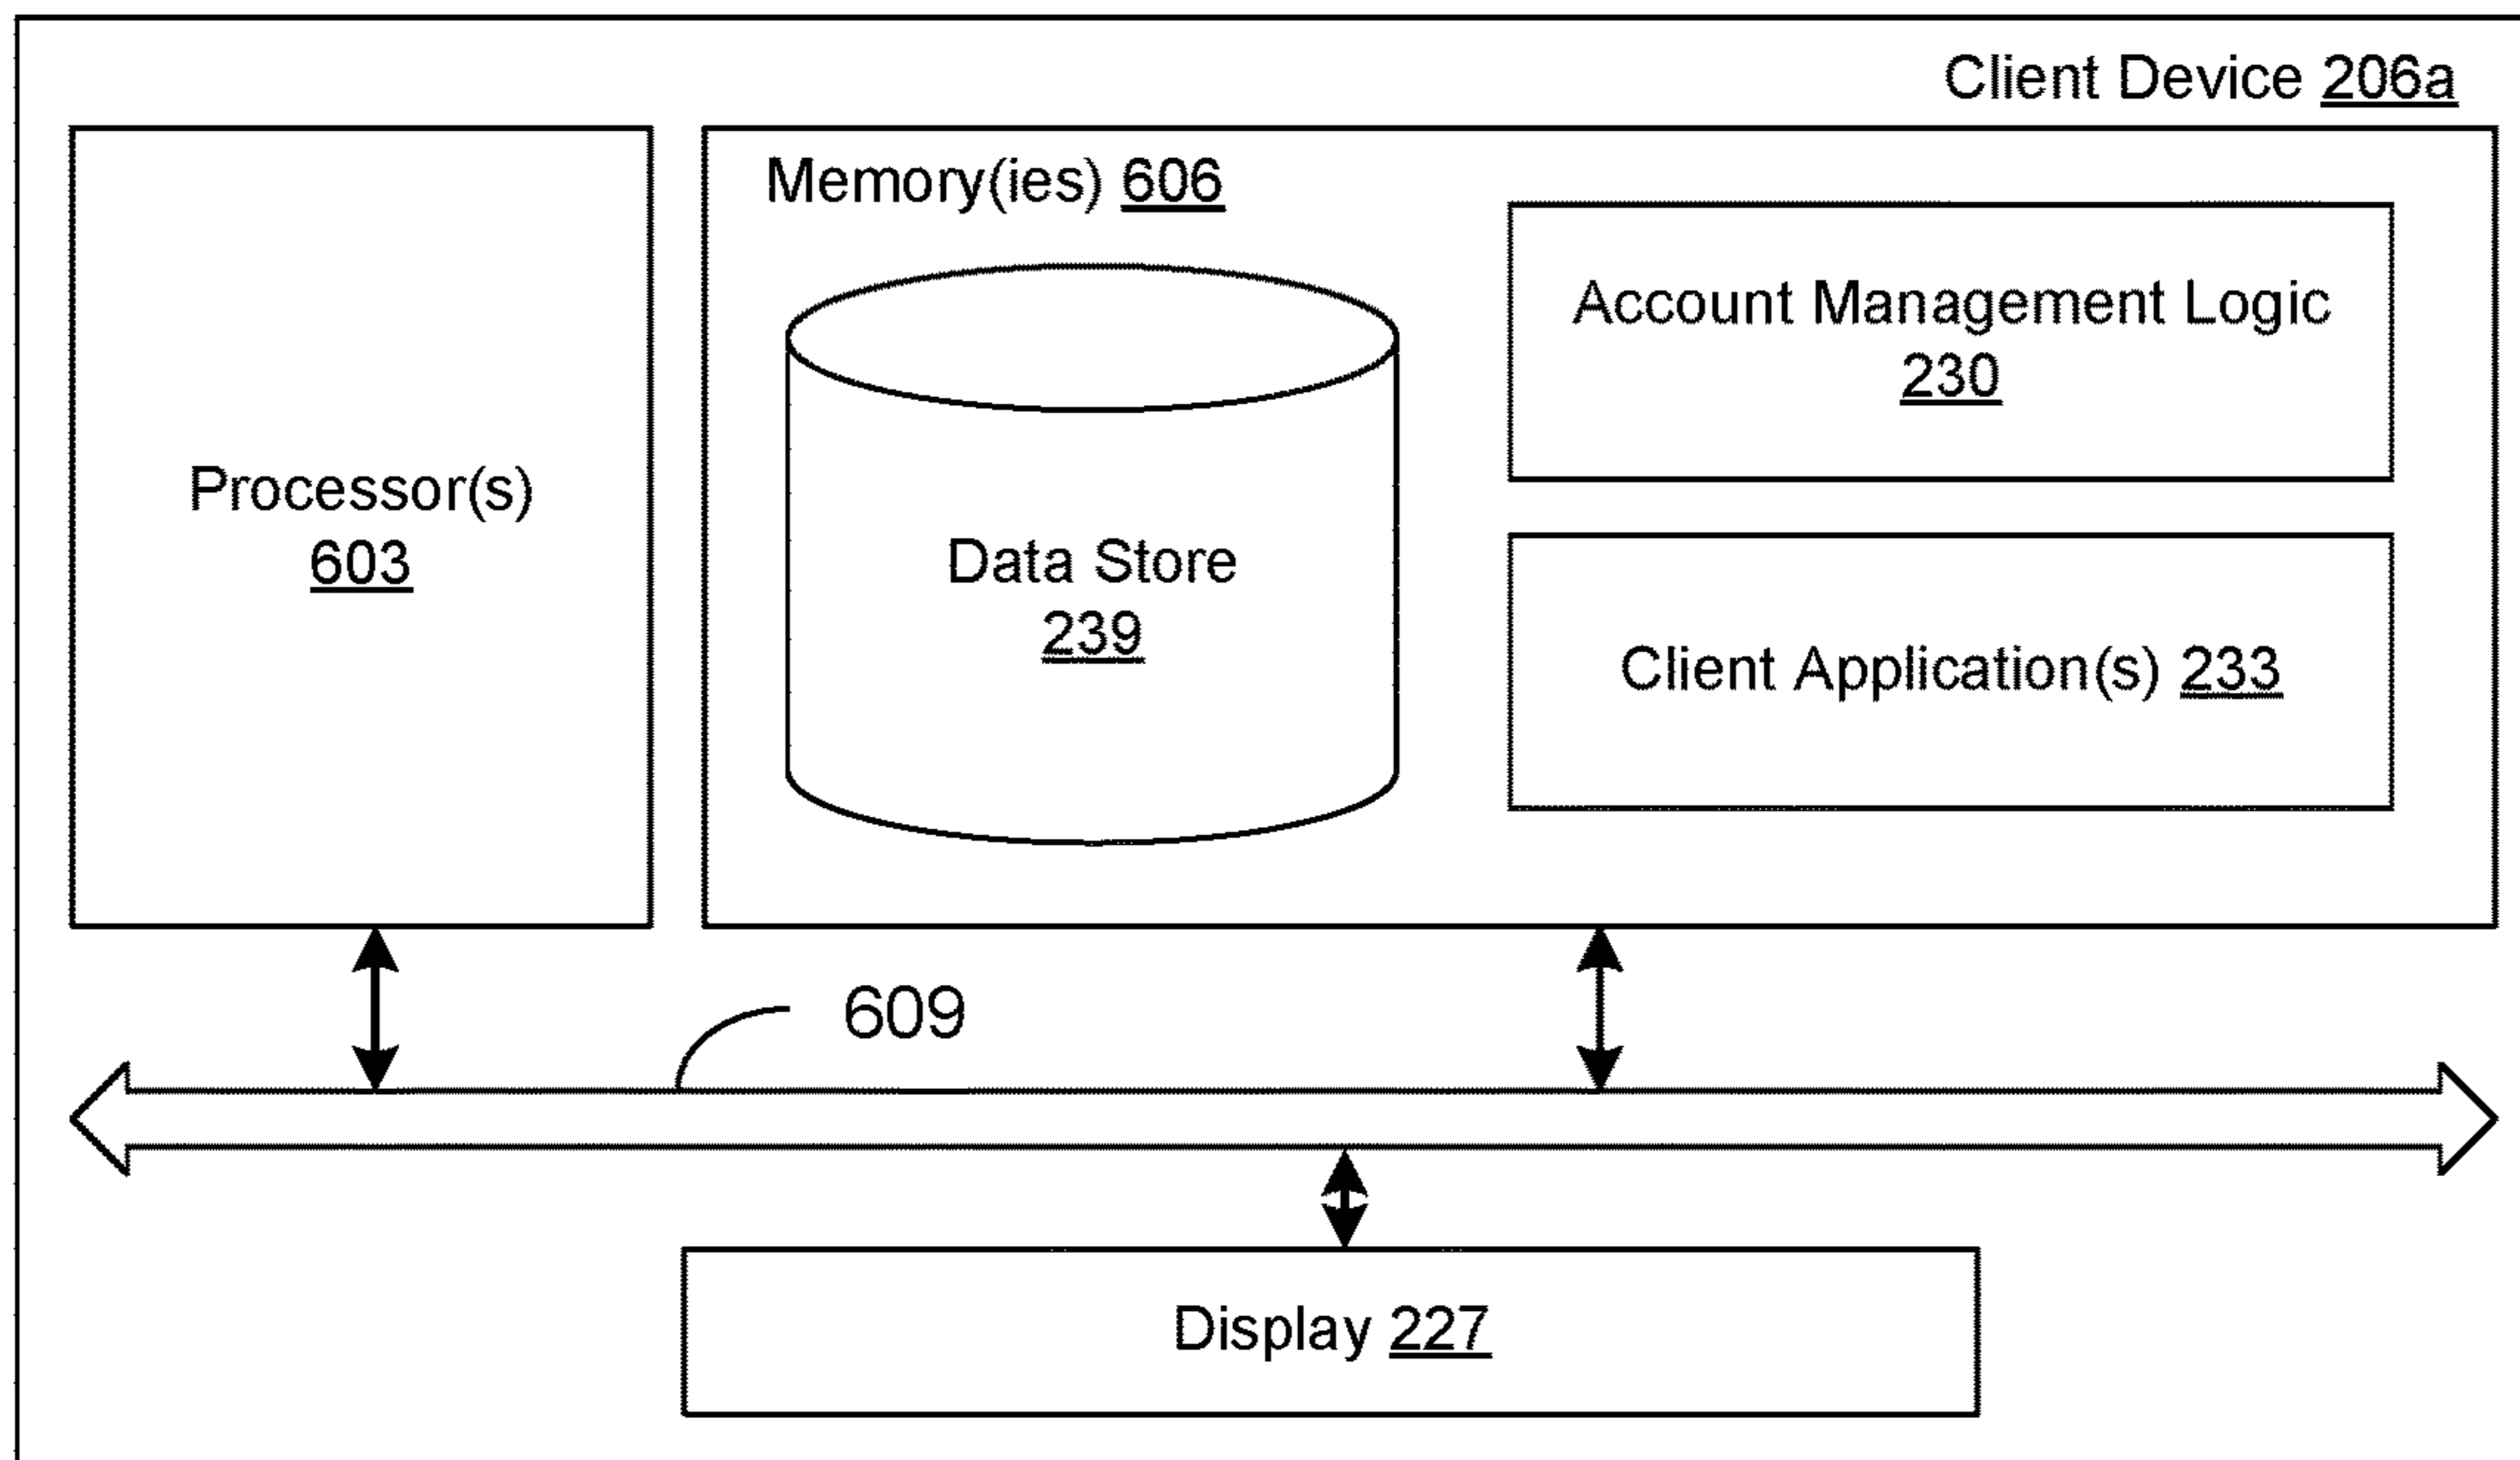 Client Device 206a
Memory(ies) 606
Account Management Logic
230
Processor(s)
603
Data Store
239
Client Application(s) 233
609
Display 227